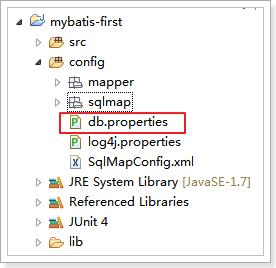 mybatis-first
src
config
mapper
sqlmap
db.properties
log4j.properties
SqlMapConfig.xml
JRE System Library [JavaSE-1.7]
Referenced Libraries
JUnit 4
lib